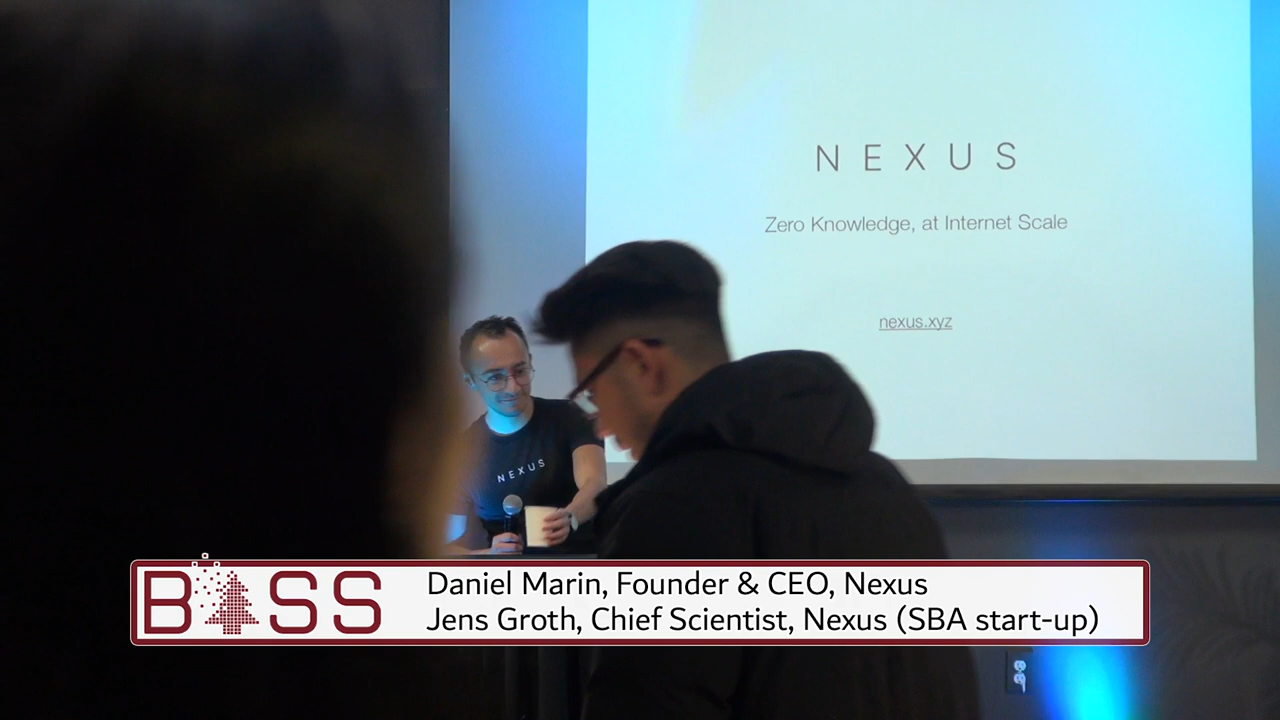 NEXUS
Zero Knowledge, at Internet Scale
nexus.xyz
NEXUS
BASS
Daniel Marin, Founder & CEO, Nexus
Jens Groth, Chief Scientist, Nexus (SBA start-up)